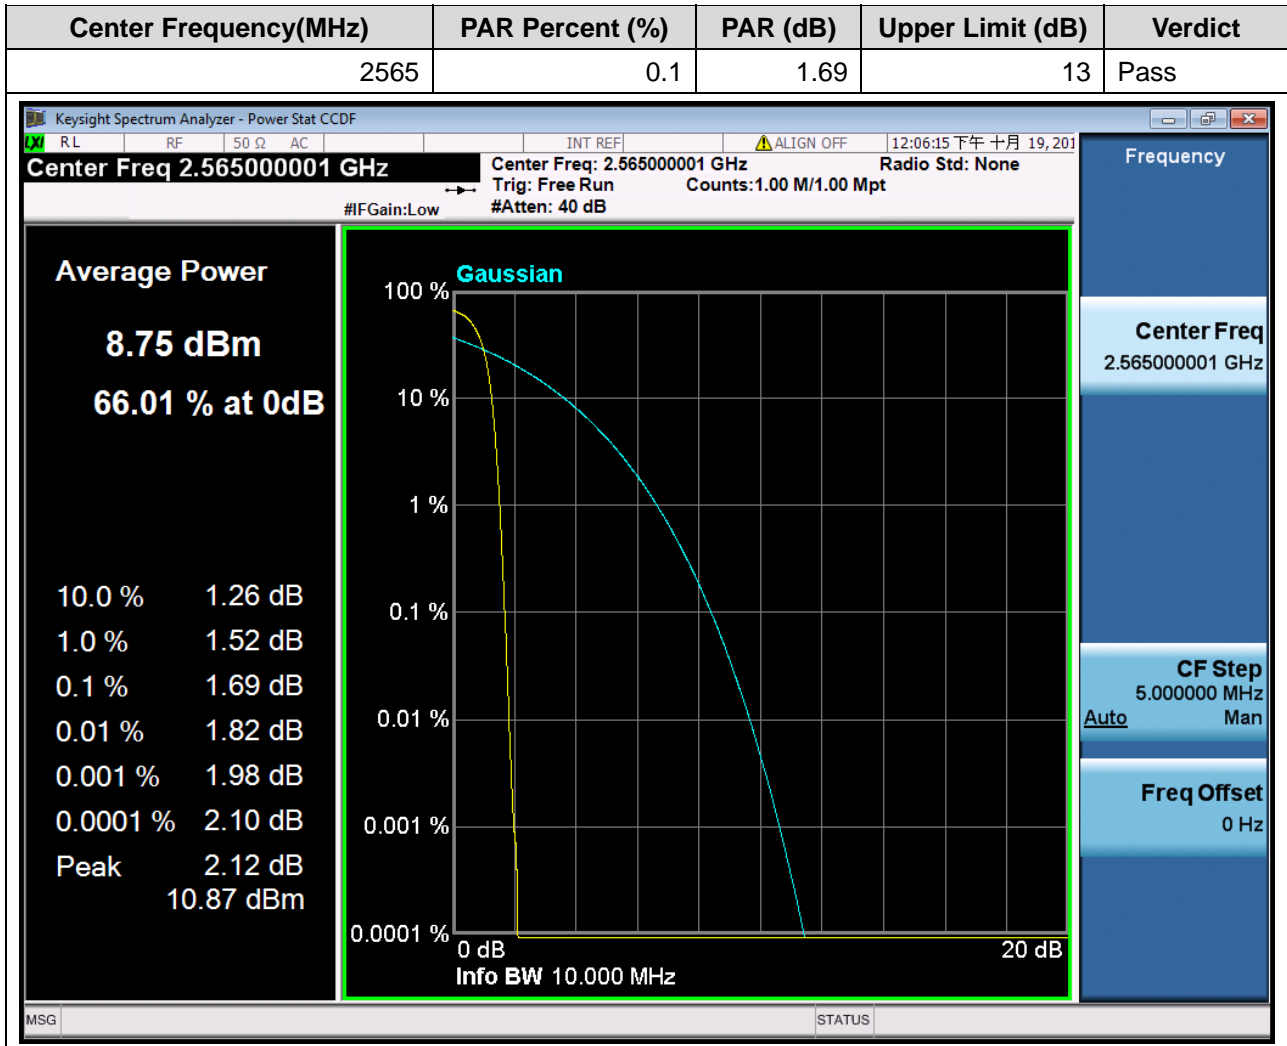 Center Frequency(MHz) PAR Percent (%) PAR (dB) Upper Limit (dB) Verdict
2565 0.1 1.69 13 Pass
Keysight Spectrum Analyzer - Power Stat CCDF
LXI RL RF 50 Ω AC INT REF ALIGN OFF 12:06:15 下午 十月 19, 201
Center Freq 2.565000001 GHz
Center Freq: 2.565000001 GHz Radio Std: None
Trig: Free Run Counts:1.00 M/1.00 Mpt
#IFGain:Low #Atten: 40 dB
Average Power
8.75 dBm
66.01 % at 0dB
10.0 % 1.26 dB
1.0 % 1.52 dB
0.1 % 1.69 dB
0.01 % 1.82 dB
0.001 % 1.98 dB
0.0001 % 2.10 dB
Peak 2.12 dB
10.87 dBm
Gaussian
100 %
10 %
1 %
0.1 %
0.01 %
0.001 %
0.0001 %
0 dB 20 dB
Info BW 10.000 MHz
Frequency
Center Freq
2.565000001 GHz
CF Step
5.000000 MHz
Auto Man
Freq Offset
0 Hz
MSG STATUS